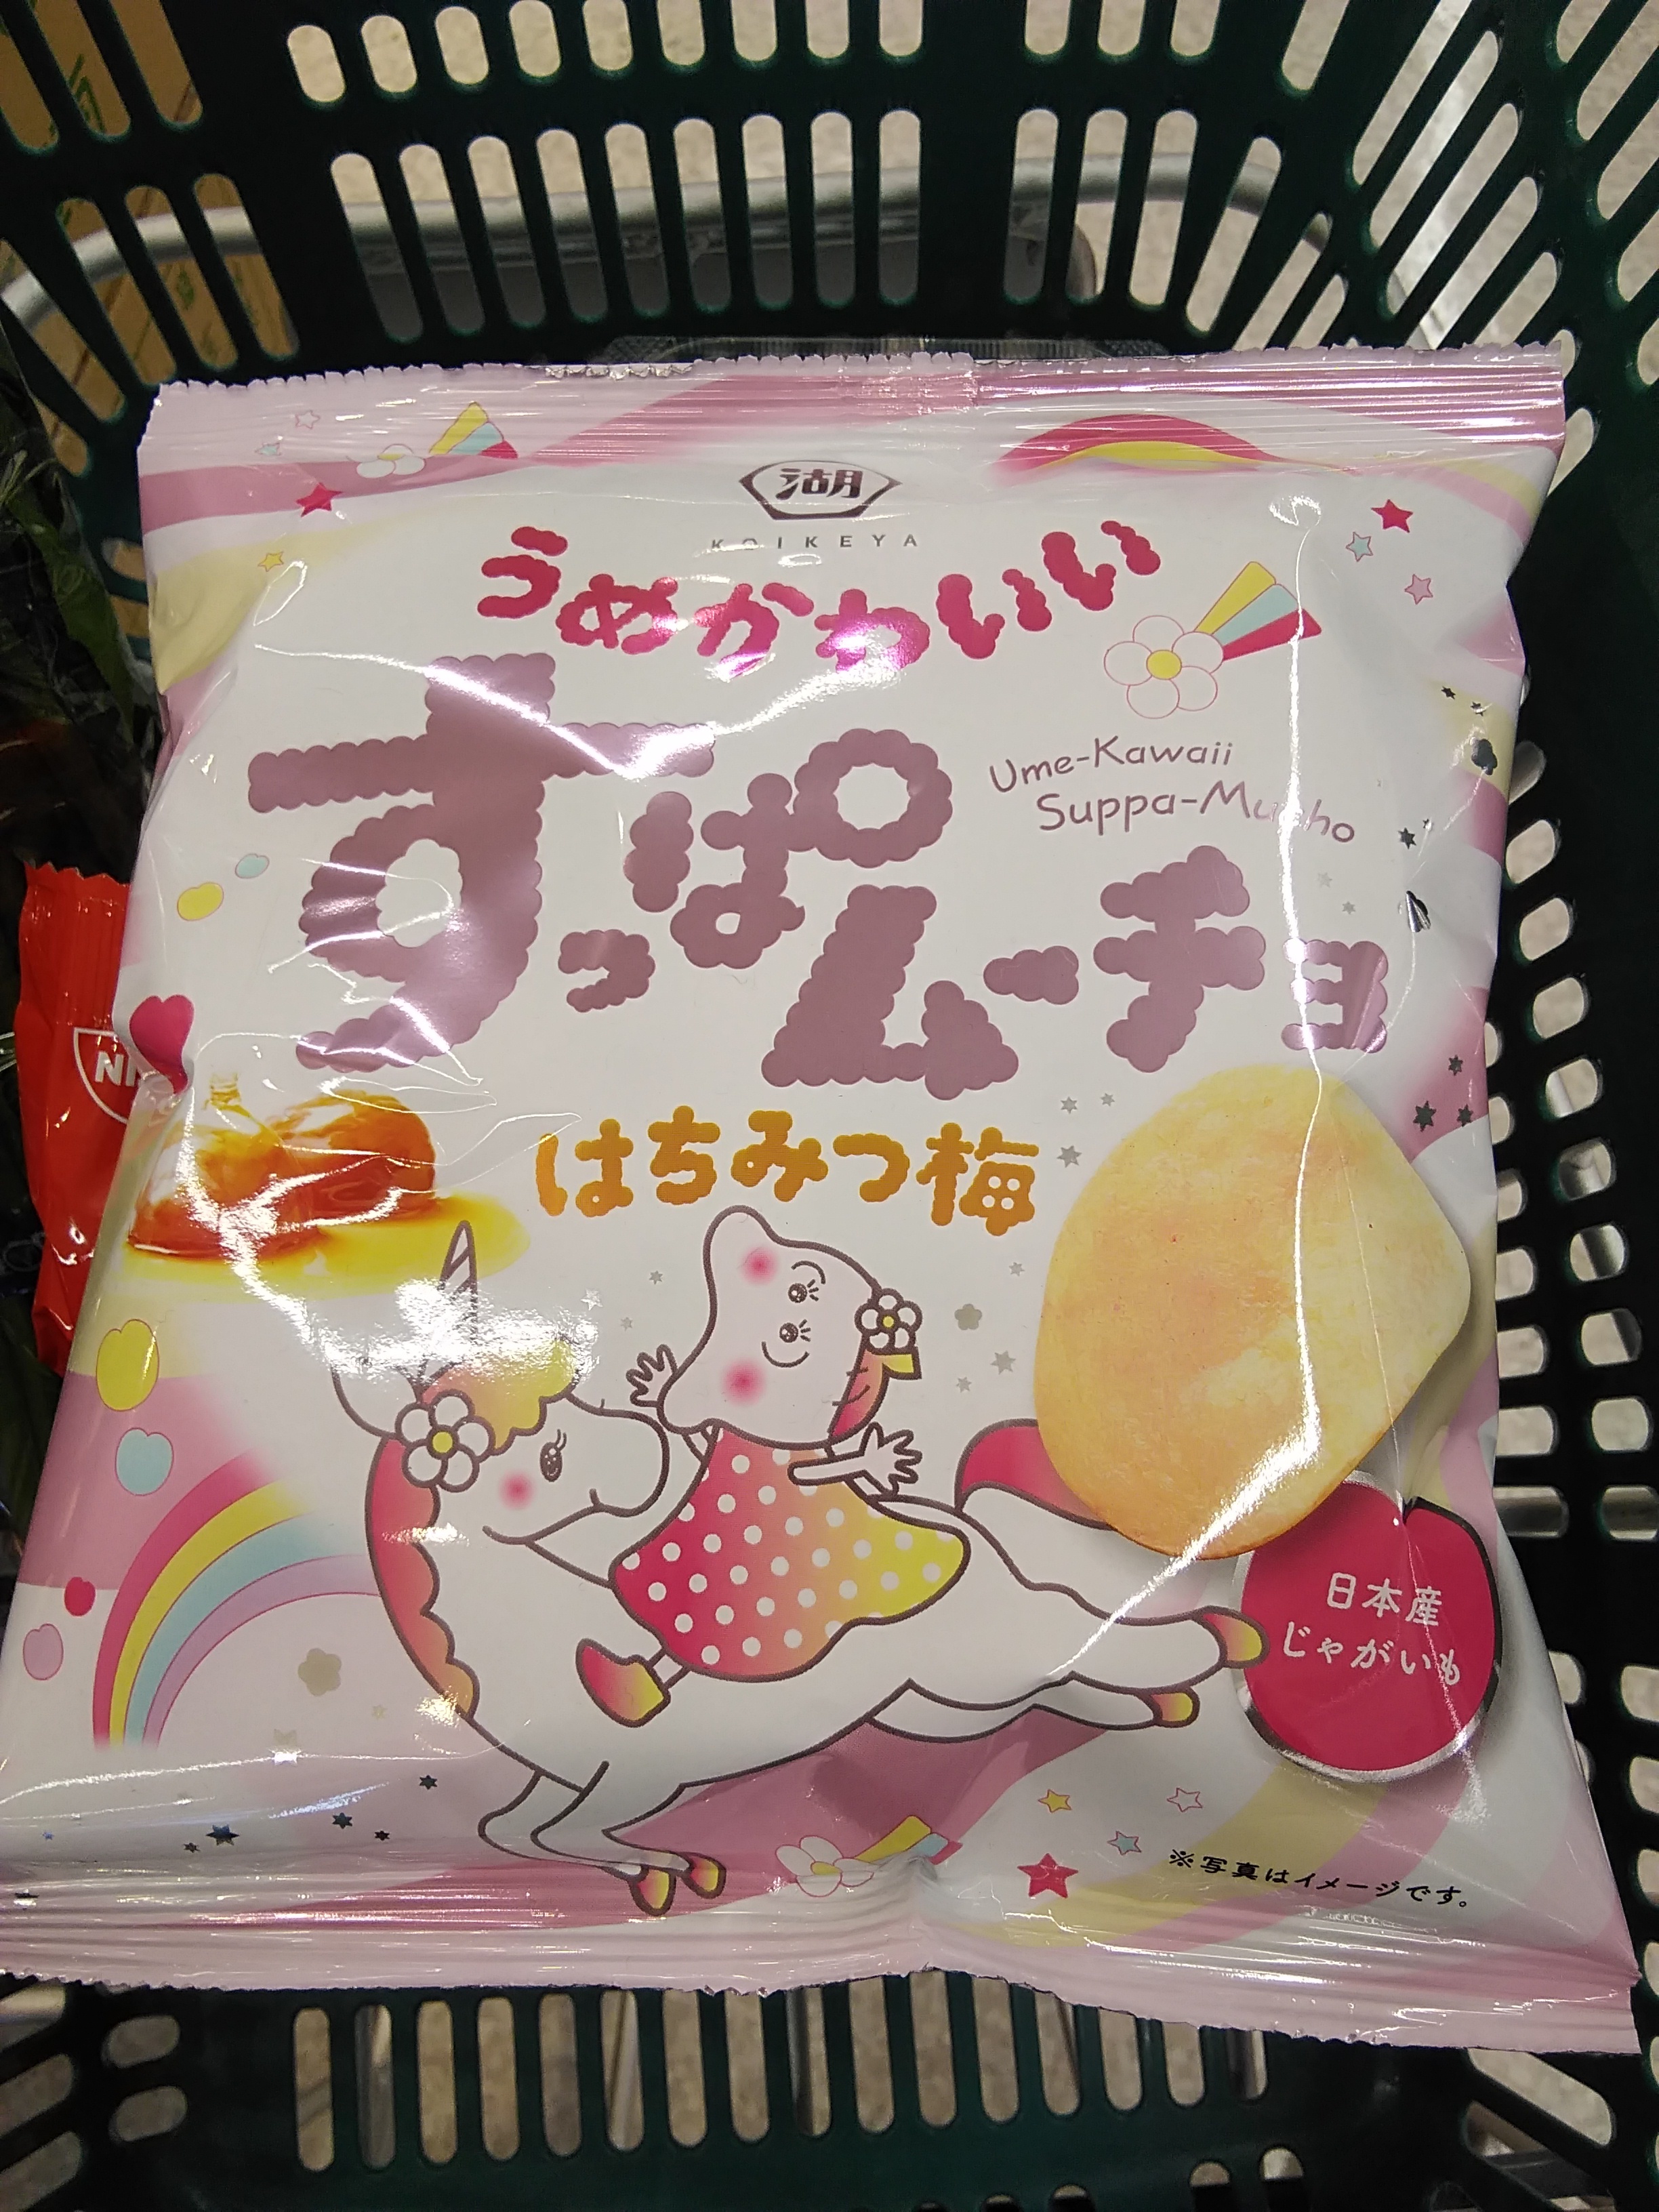 湖
KOIKEYA
うめかわいい
すっぱムーチョ
Ume-Kawaii
Suppa-Mucho
はちみつ梅
日本産
じゃがいも
※写真はイメージです。